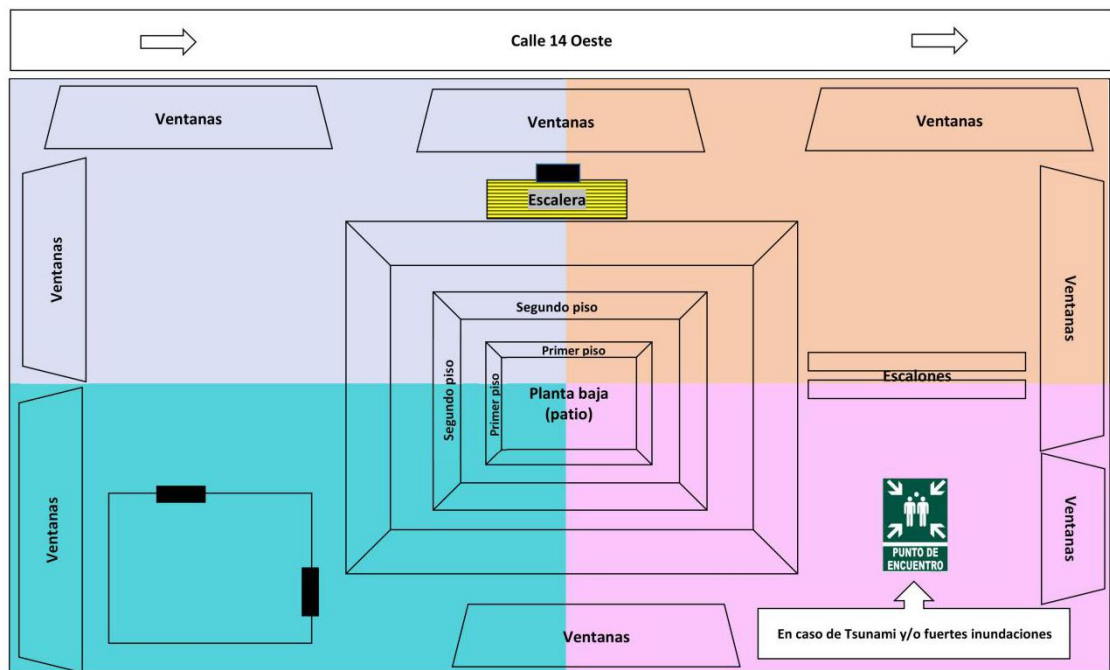 Calle 14 Oeste
Ventanas
Ventanas
Ventanas
Escalera
Ventanas
Ventanas
Segundo piso
Primer piso
Escalones
Segundo piso
Primer piso
Planta baja
(patio)
Ventanas
Ventanas
PUNTO DE
ENCUENTRO
Ventanas
En caso de Tsunami y/o fuertes inundaciones